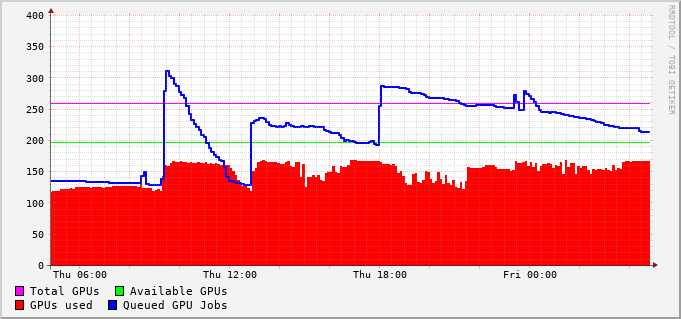 400
350
300
250
200
150
100
50
0
Thu 06:00 Thu 12:00 Thu 18:00 Fri 00:00
Total GPUs Available GPUs
GPUs used Queued GPU Jobs
RRDTOOL / TOBI OETIKER